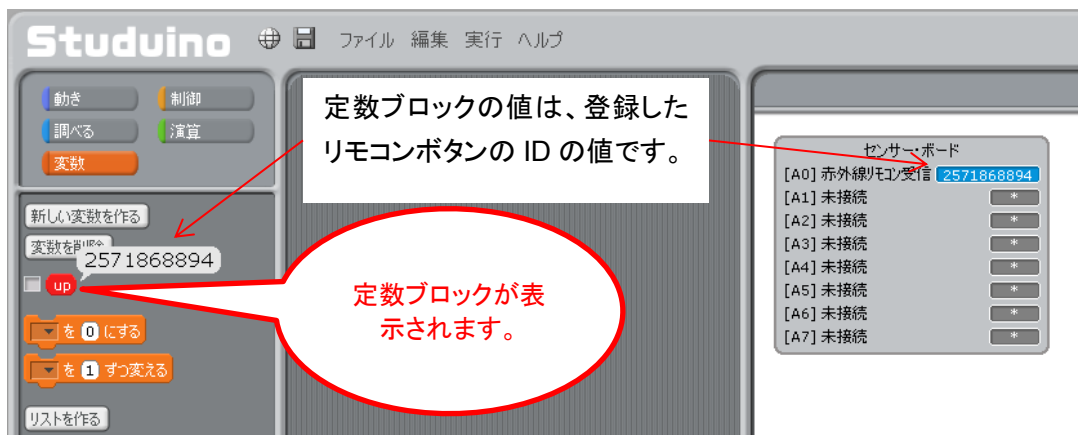 Studuino ファイル 編集 実行 ヘルプ
動き 制御
調べる 演算
変数
定数ブロックの値は、登録した
リモコンボタンの ID の値です。
新しい変数を作る
変数を削除
2571868894
up
定数ブロックが表
示されます。
を 0 にする
を 1 ずつ変える
リストを作る
センサー・ボード
[A0] 赤外線リモコン受信 2571868894
[A1] 未接続 *
[A2] 未接続 *
[A3] 未接続 *
[A4] 未接続 *
[A5] 未接続 *
[A6] 未接続 *
[A7] 未接続 *